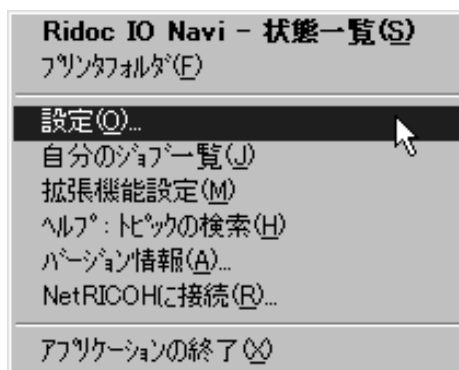 Ridoc IO Navi - 状態一覧(S)
プリンタフォルダ(F)
設定(O)...
自分のジョブ一覧(J)
拡張機能設定(M)
ヘルプ:トピックの検索(H)
バージョン情報(A)...
NetRICOHに接続(R)...
アプリケーションの終了(X)